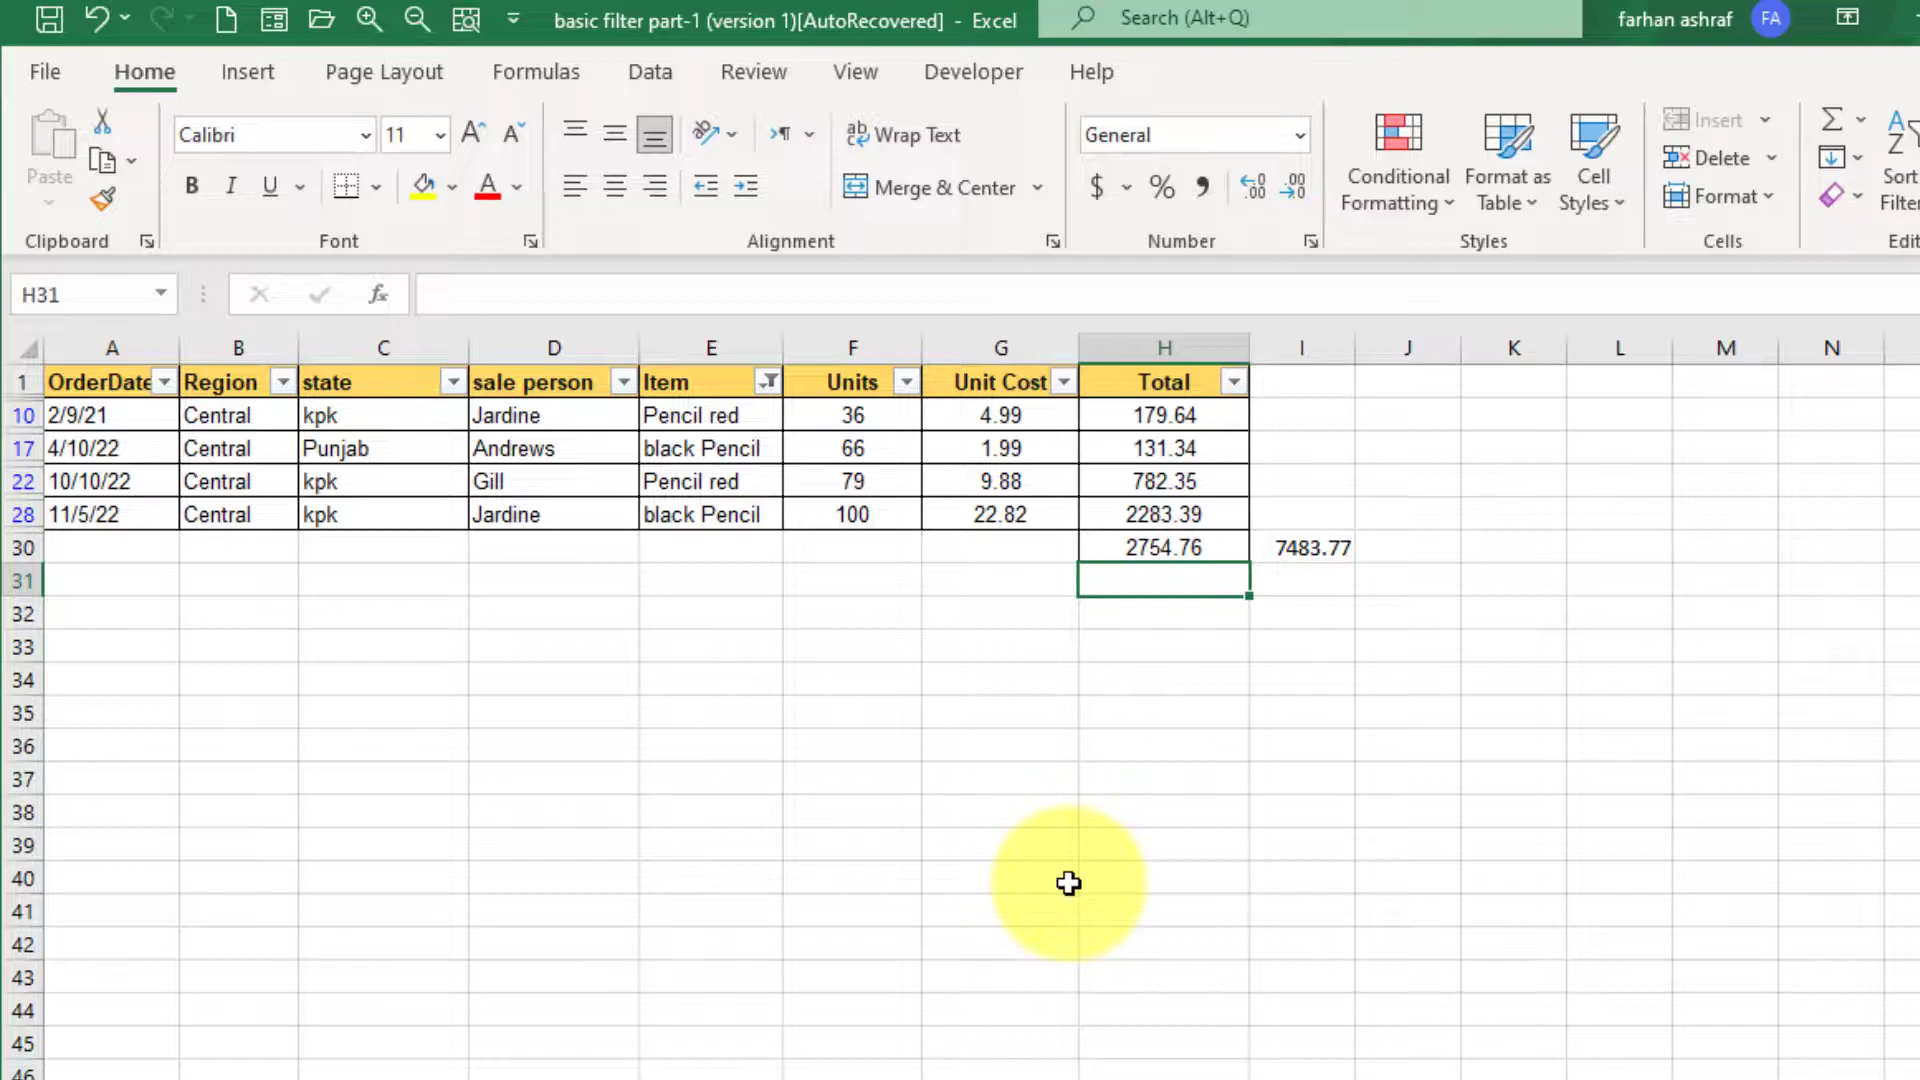 basic filter part-1 (version 1)[AutoRecovered] - Excel Search (Alt+Q) farhan ashraf FA
File Home Insert Page Layout Formulas Data Review View Developer Help
Paste
Clipboard
Calibri 11
B I U A
Font
ab Wrap Text
Merge & Center
Alignment
General
$ % 9 .00
Number
Conditional Formatting
Format as Table
Cell Styles
Styles
Insert
Delete
Format
Cells
Sort
Filter
Edit
H31 fx
A B C D E F G H I J K L M N
1 OrderDate Region state sale person Item Units Unit Cost Total
10 2/9/21 Central kpk Jardine Pencil red 36 4.99 179.64
17 4/10/22 Central Punjab Andrews black Pencil 66 1.99 131.34
22 10/10/22 Central kpk Gill Pencil red 79 9.88 782.35
28 11/5/22 Central kpk Jardine black Pencil 100 22.82 2283.39
30 2754.76 7483.77
31
32
33
34
35
36
37
38
39
40
41
42
43
44
45
46